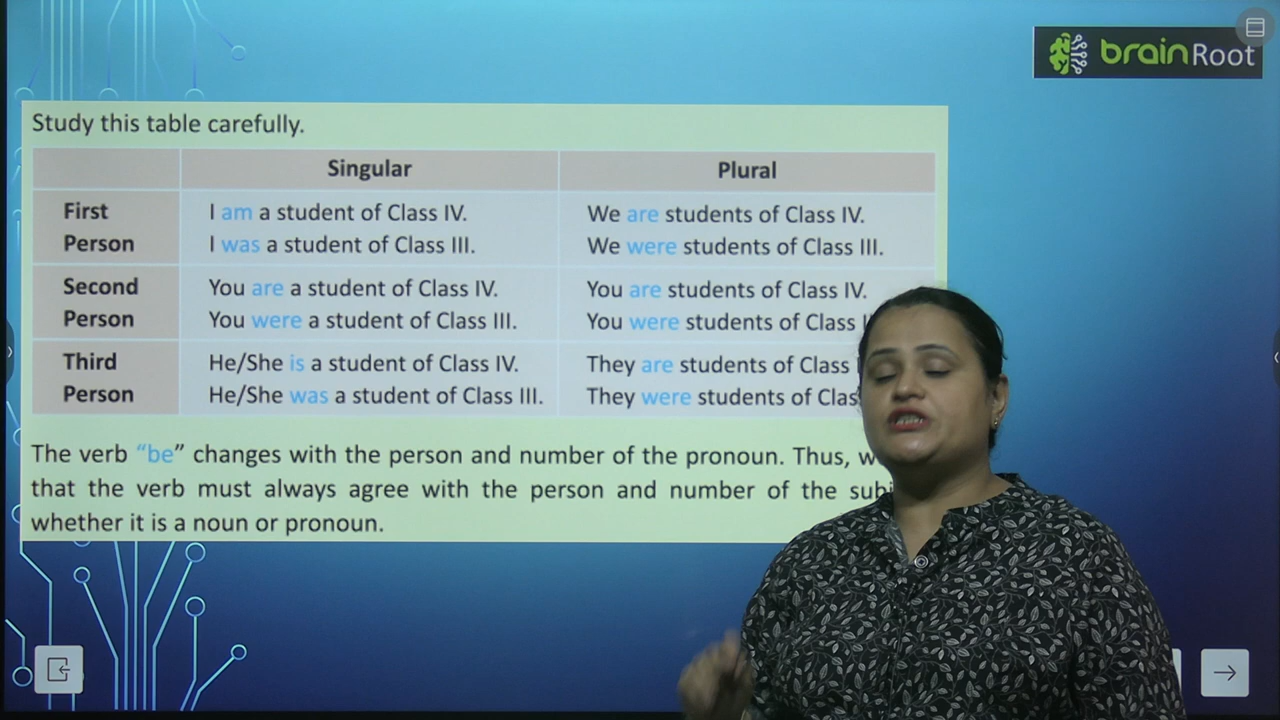 brainRoot
Study this table carefully.
Singular Plural
First Person
I am a student of Class IV.
I was a student of Class III.
We are students of Class IV.
We were students of Class III.
Second Person
You are a student of Class IV.
You were a student of Class III.
You are students of Class IV.
You were students of Class
Third Person
He/She is a student of Class IV.
He/She was a student of Class III.
They are students of Class
They were students of
The verb “be” changes with the person and number of the pronoun. Thus,
that the verb must always agree with the person and number of the
whether it is a noun or pronoun.